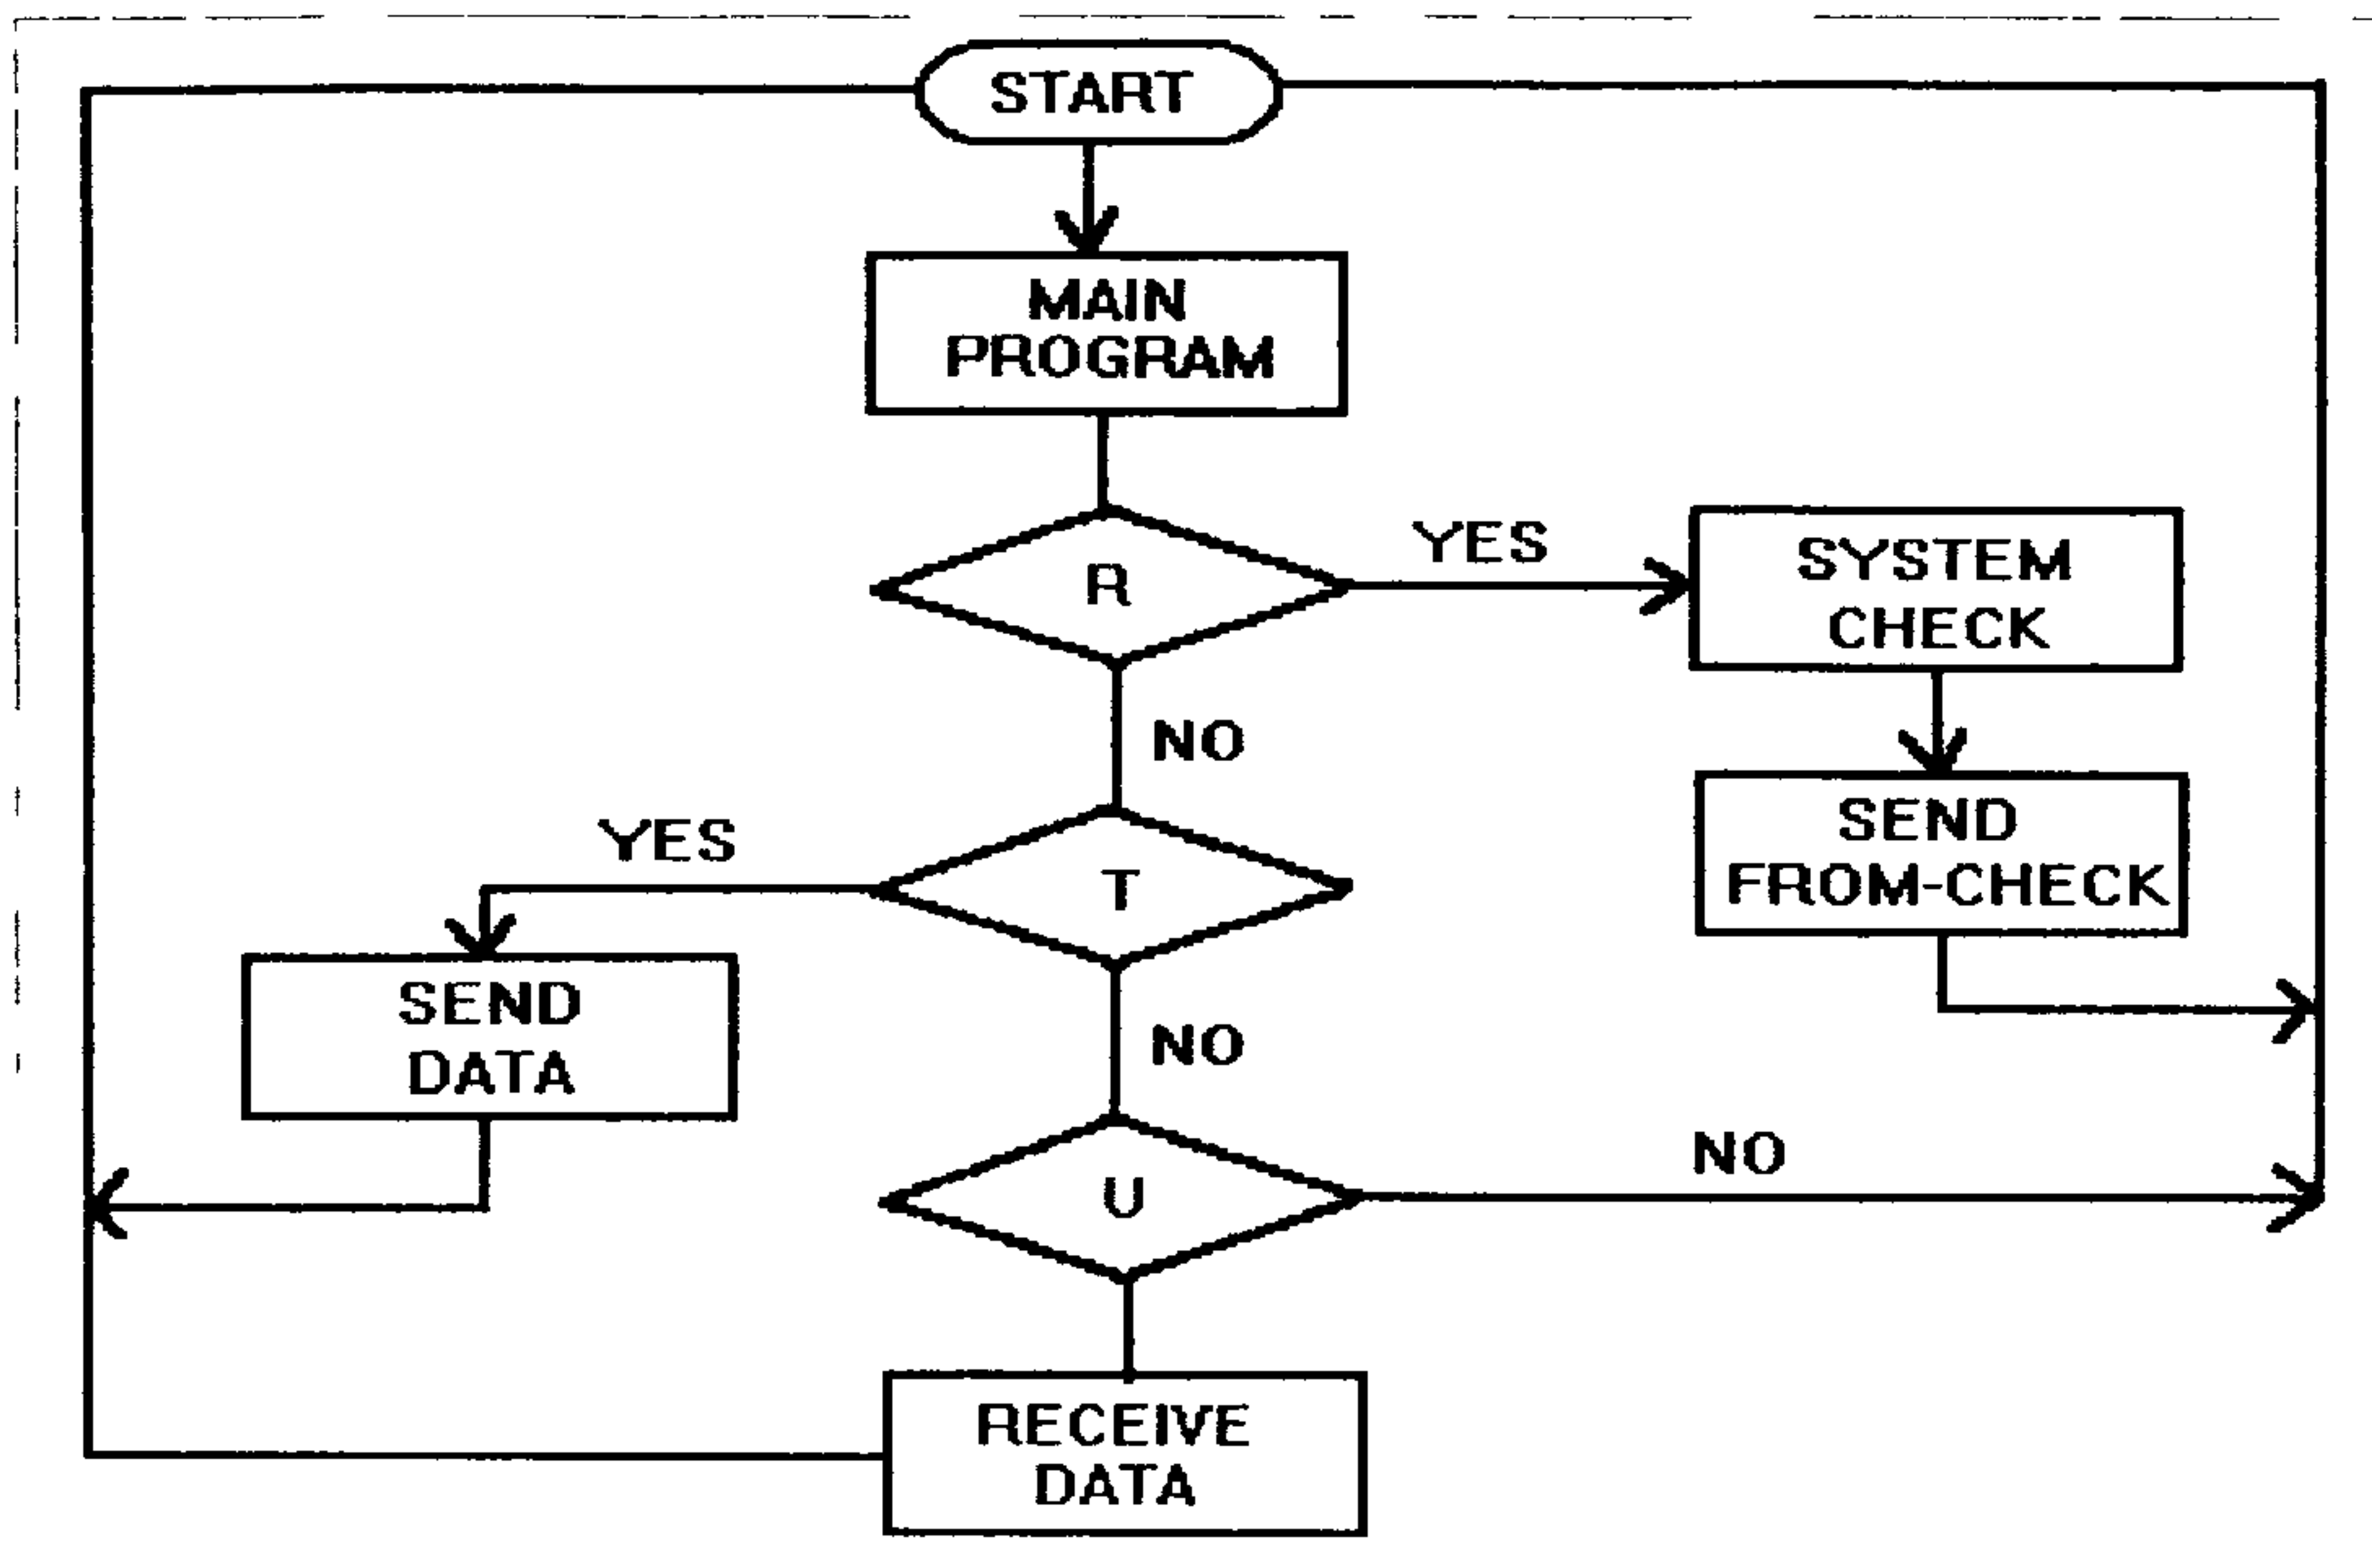 START
MAIN
PROGRAM
R
YES
SYSTEM
CHECK
NO
SEND
FROM-CHECK
YES
T
SEND
DATA
NO
U
NO
RECEIVE
DATA